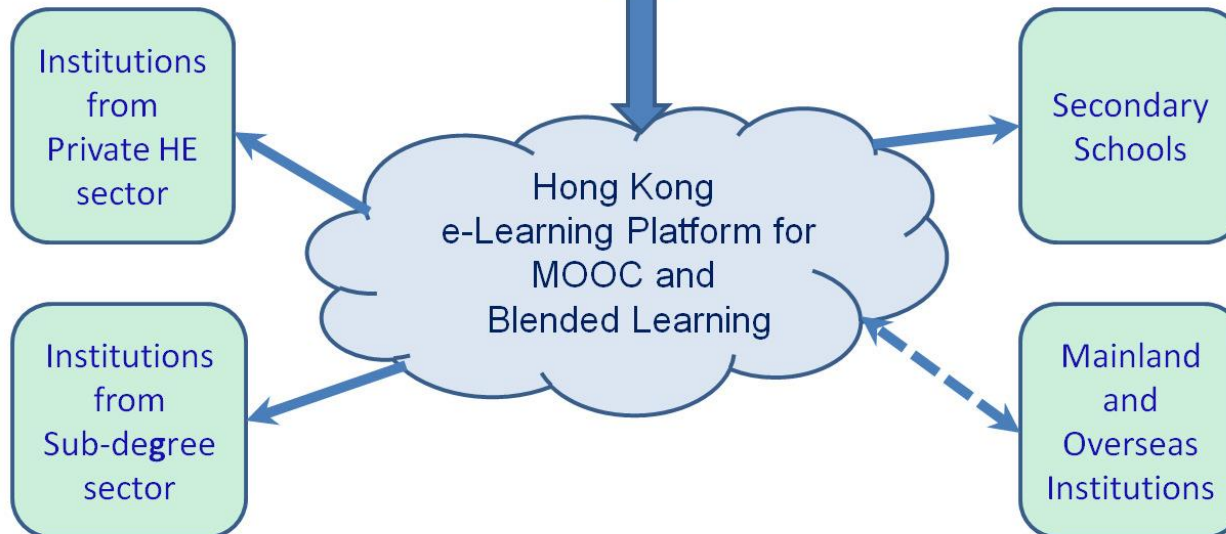 Institutions
from
Private HE
sector
Secondary
Schools
Hong Kong
e-Learning Platform for
MOOC and
Blended Learning
Institutions
from
Sub-degree
sector
Mainland
and
Overseas
Institutions